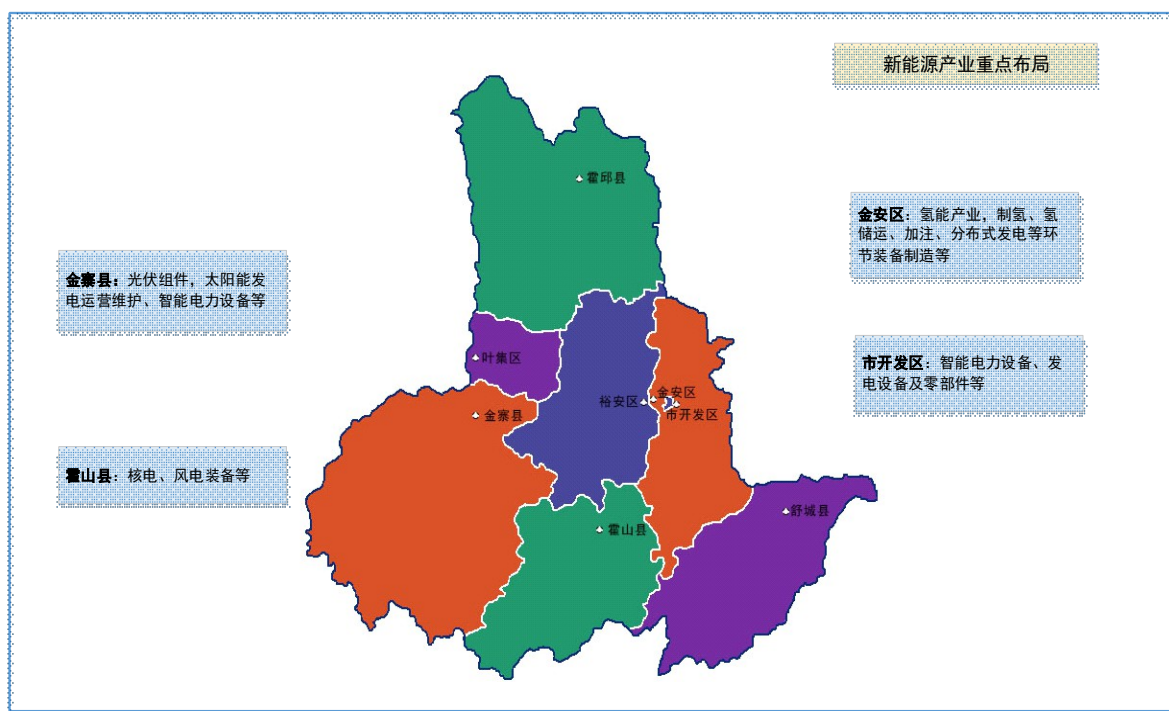 新能源产业重点布局
霍邱县
金安区：氢能产业，制氢、氢
储运、加注、分布式发电等环
节装备制造等
金寨县：光伏组件，太阳能发
电运营维护、智能电力设备等
市开发区：智能电力设备、发
电设备及零部件等
叶集区
金寨县
裕安区
金安区
市开发区
霍山县：核电、风电装备等
舒城县
霍山县